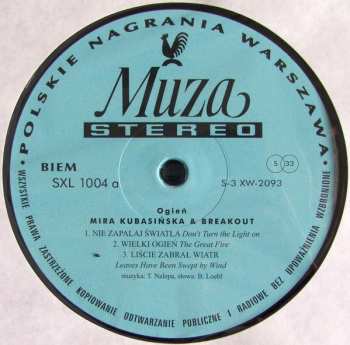 POLSKIE NAGRANIA WARSZAWA
Muza
STEREO
BIEM
SXL 1004 a
S 33
S-3 XW-2093
Ogień
MIRA KUBASIŃSKA & BREAKOUT
1. NIE ZAPALAJ ŚWIATŁA Don't Turn the Light on
2. WIELKI OGIEŃ The Great Fire
3. LIŚCIE ZABRAŁ WIATR
Leaves Have Been Swept by Wind
muzyka: T. Nalepa, słowa: B. Loebl
WSZYSTKIE PRAWA ZASTRZEŻONE KOPIOWANIE ODTWARZANIE PUBLICZNE I RADIOWE BEZ UPOWAŻNIENIA WZBRONIONE